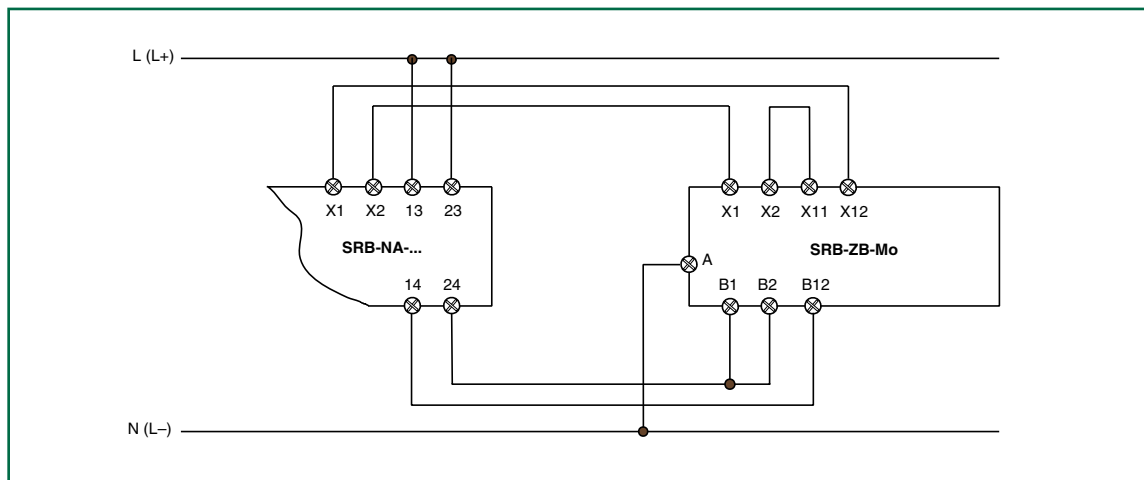 L (L+)
X1 X2 13 23
X1 X2 X11 X12
SRB-NA-...
SRB-ZB-Mo
A
14 24
B1 B2 B12
N (L–)